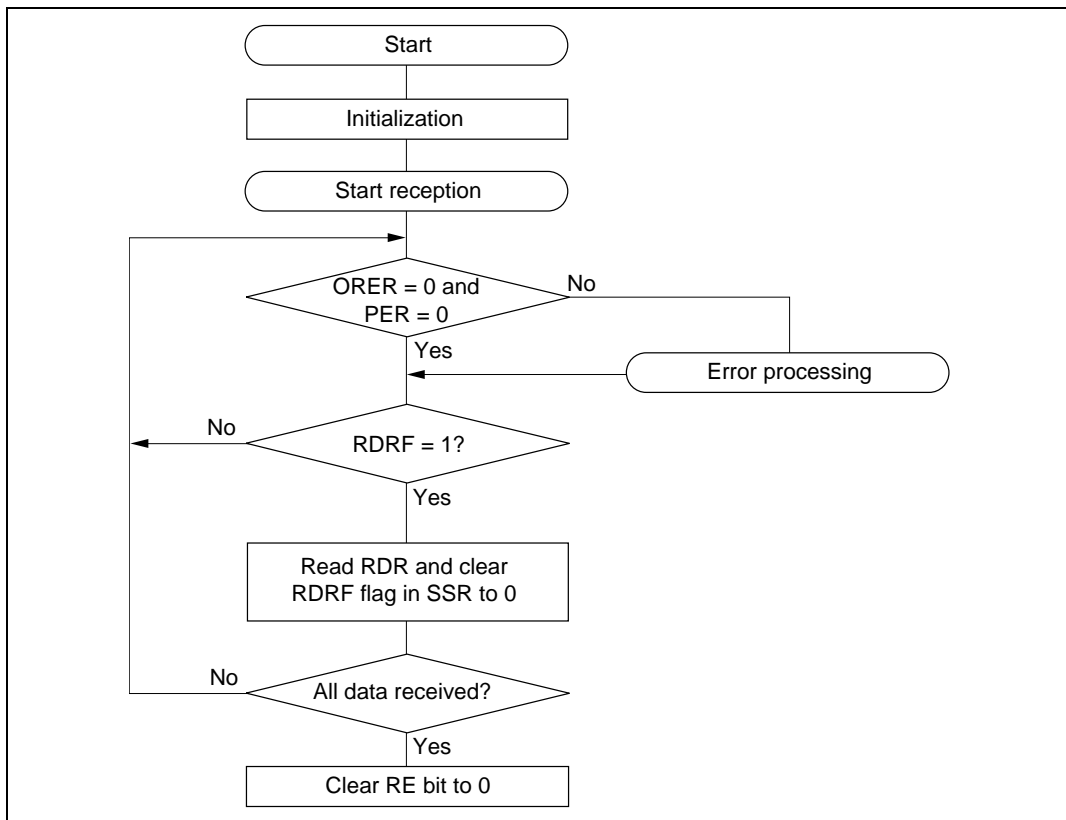 Start
Initialization
Start reception
ORER = 0 and
PER = 0
No
Yes
Error processing
No
RDRF = 1?
Yes
Read RDR and clear
RDRF flag in SSR to 0
No
All data received?
Yes
Clear RE bit to 0